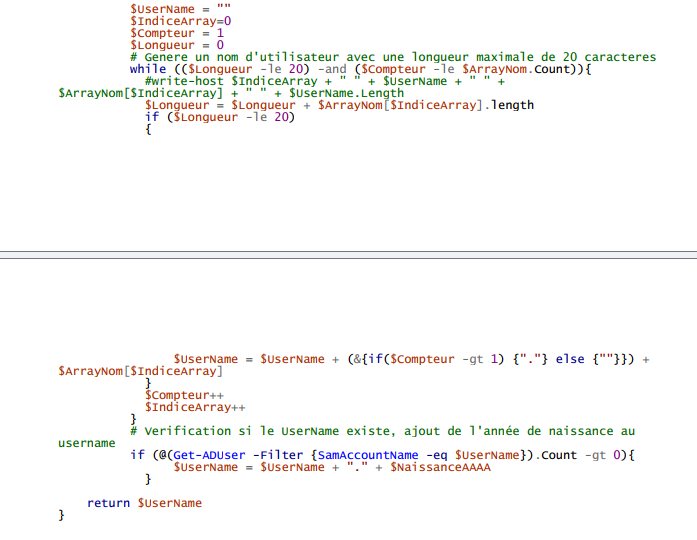 $UserName = ""
$IndiceArray=0
$Compteur = 1
$Longueur = 0
# Genere un nom d'utilisateur avec une longueur maximale de 20 caracteres
while (($Longueur -le 20) -and ($Compteur -le $ArrayNom.Count)){
#write-host $IndiceArray + " " + $UserName + " " +
$ArrayNom[$IndiceArray] + " " + $UserName.Length
$Longueur = $Longueur + $ArrayNom[$IndiceArray].length
if ($Longueur -le 20)
{
$UserName = $UserName + (&{if($Compteur -gt 1) {"."} else {""}}) +
$ArrayNom[$IndiceArray]
}
$Compteur++
$IndiceArray++
}
# Verification si le UserName existe, ajout de l'année de naissance au
username
if (@(Get-ADUser -Filter {SamAccountName -eq $UserName}).Count -gt 0){
$UserName = $UserName + "." + $NaissanceAAAA
}
return $UserName
}